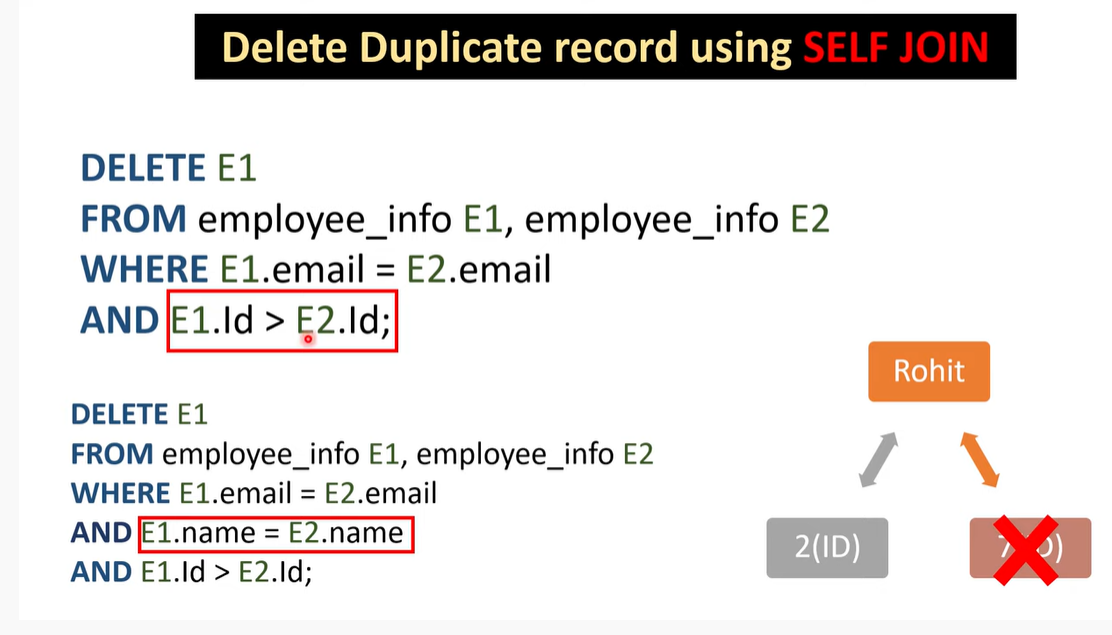 Delete Duplicate record using SELF JOIN
DELETE E1
FROM employee_info E1, employee_info E2
WHERE E1.email = E2.email
AND E1.Id > E2.Id;
DELETE E1
FROM employee_info E1, employee_info E2
WHERE E1.email = E2.email
AND E1.name = E2.name
AND E1.Id > E2.Id;
Rohit
2(ID)